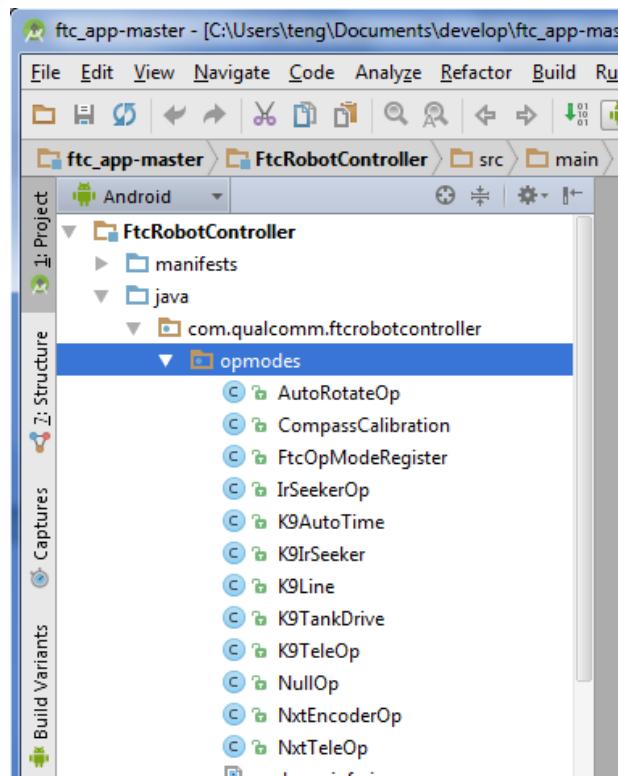 ftc_app-master - [C:\Users\teng\Documents\develop\ftc_app-mas
File Edit View Navigate Code Analyze Refactor Build Ru
ftc_app-master FtcRobotController src main
1: Project
Android
FtcRobotController
manifests
java
com.qualcomm.ftcrobotcontroller
opmodes
AutoRotateOp
CompassCalibration
FtcOpModeRegister
IrSeekerOp
K9AutoTime
K9IrSeeker
K9Line
K9TankDrive
K9TeleOp
NullOp
NxtEncoderOp
NxtTeleOp
7: Structure
Captures
Build Variants